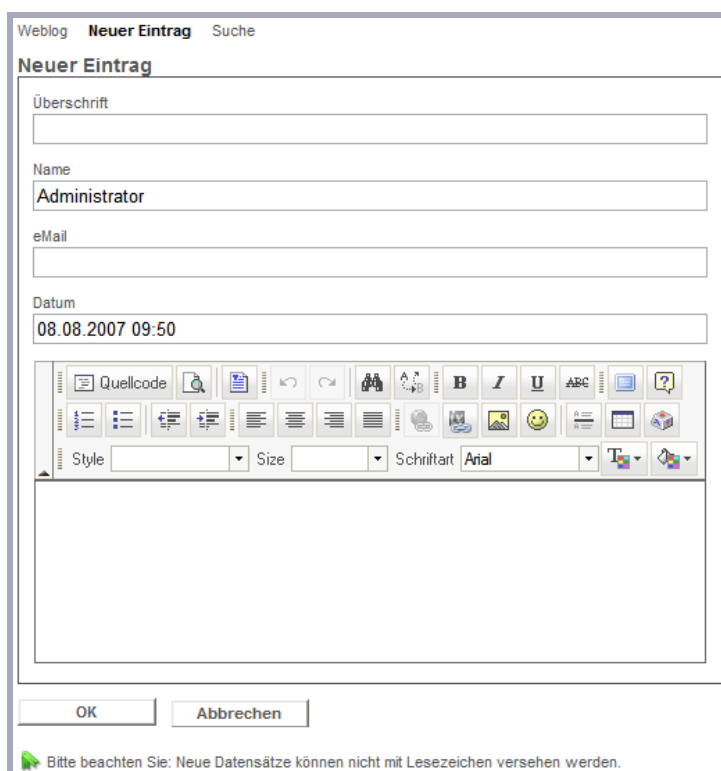 Weblog Neuer Eintrag Suche
Neuer Eintrag
Überschrift
Name
Administrator
eMail
Datum
08.08.2007 09:50
Quellcode B I U ABC
Style Size Schriftart Arial
OK Abbrechen
Bitte beachten Sie: Neue Datensätze können nicht mit Lesezeichen versehen werden.